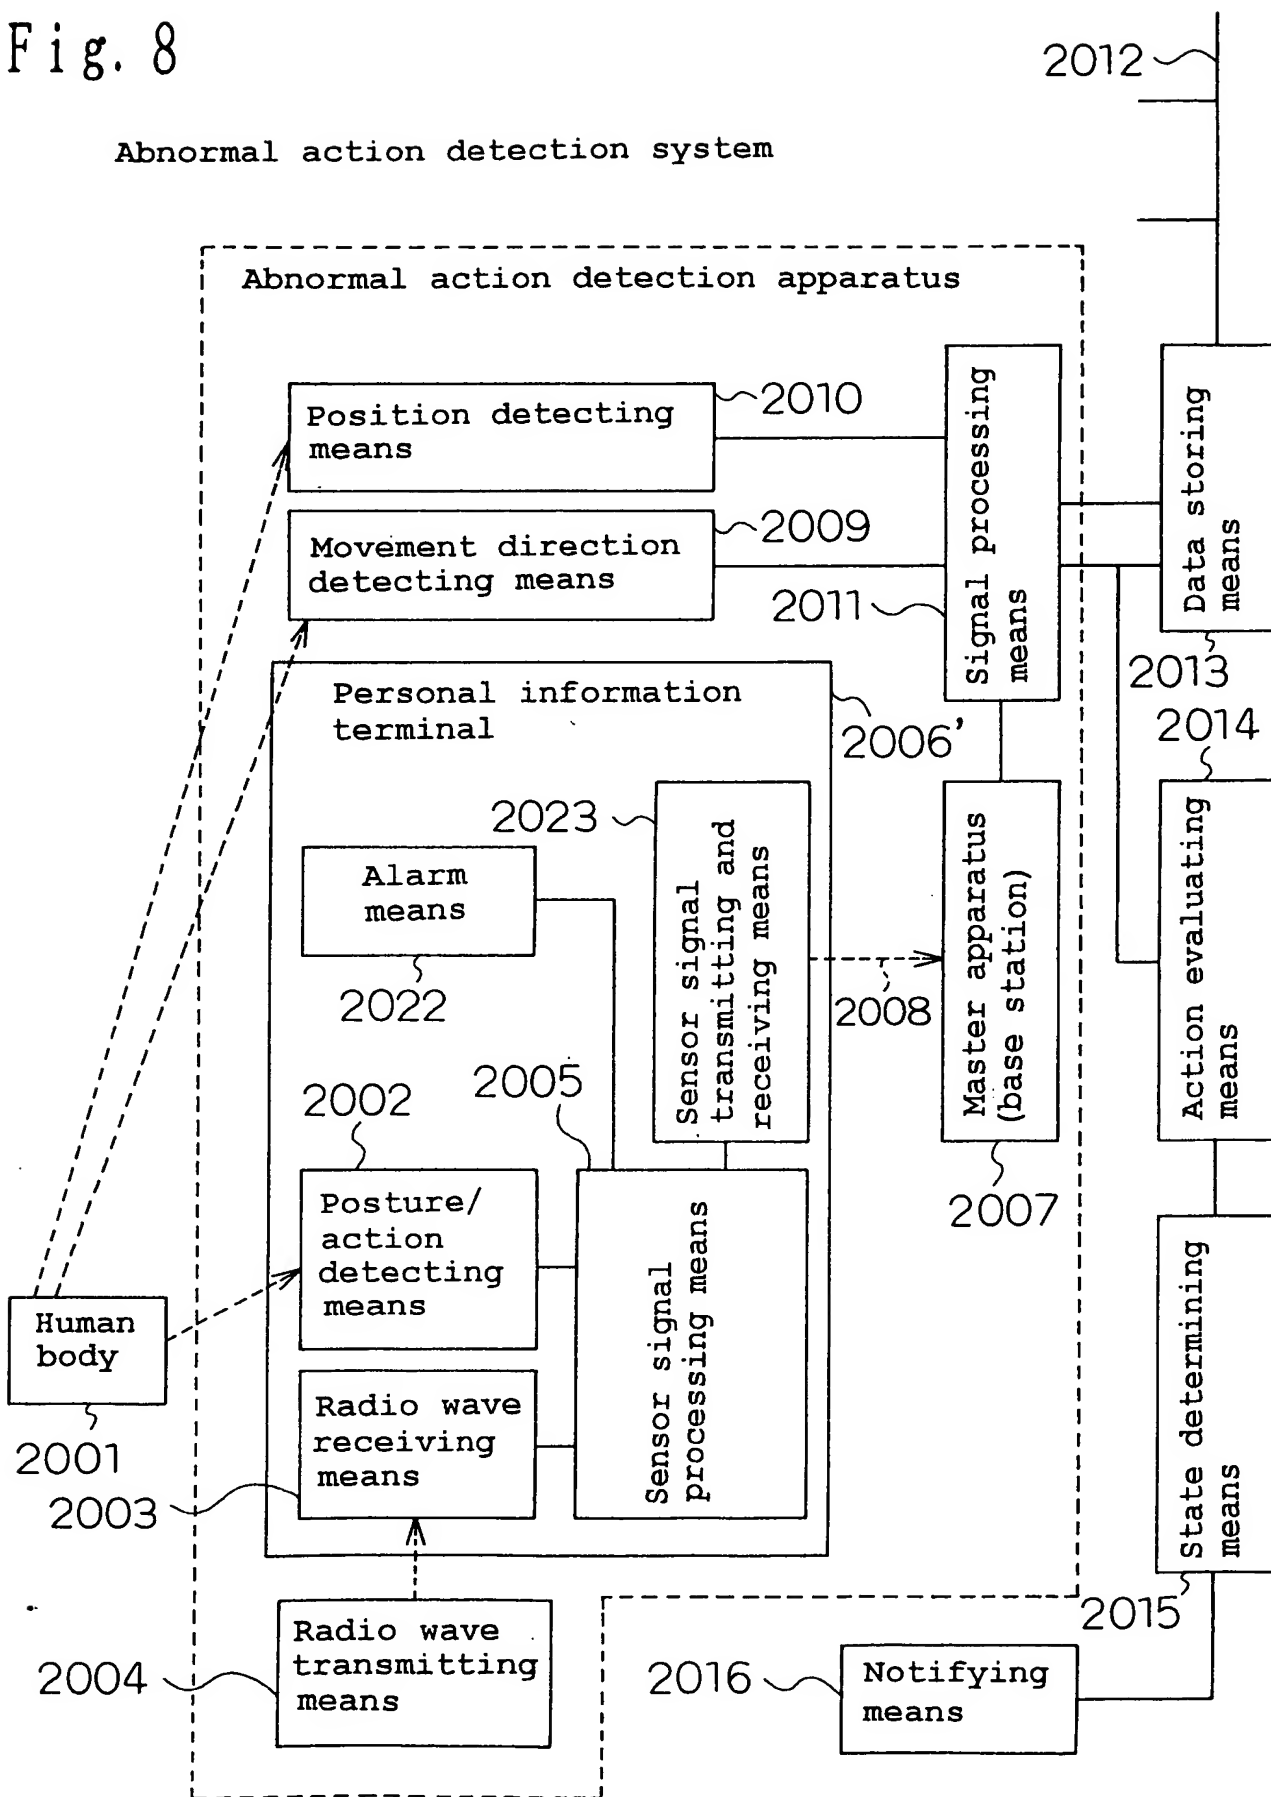 Fig. 8
2012
Abnormal action detection system
Abnormal action detection apparatus
Position detecting
means
2010
Movement direction
detecting means
2009
2011
Signal processing
means
Data storing
means
2013
Personal information
terminal
2006'
2014
2023
Alarm
means
2022
Sensor signal
transmitting and
receiving means
2008
Master apparatus
(base station)
2007
Action evaluating
means
2002
2005
Posture/
action
detecting
means
Sensor signal
processing means
Human
body
2001
Radio wave
receiving
means
2003
State determining
means
2015
Radio wave
transmitting
means
2004
2016
Notifying
means